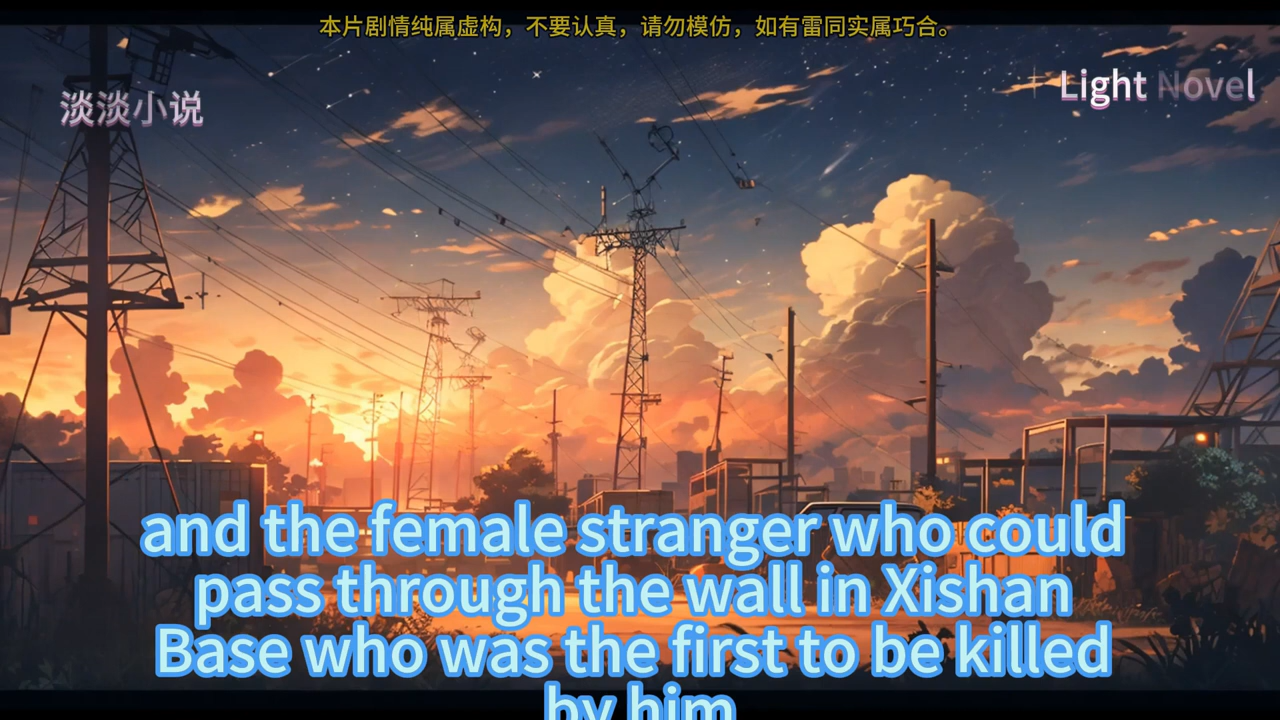 本片剧情纯属虚构，不要认真，请勿模仿，如有雷同实属巧合。
淡淡小说
Light Novel
and the female stranger who could
pass through the wall in Xishan
Base who was the first to be killed
by him